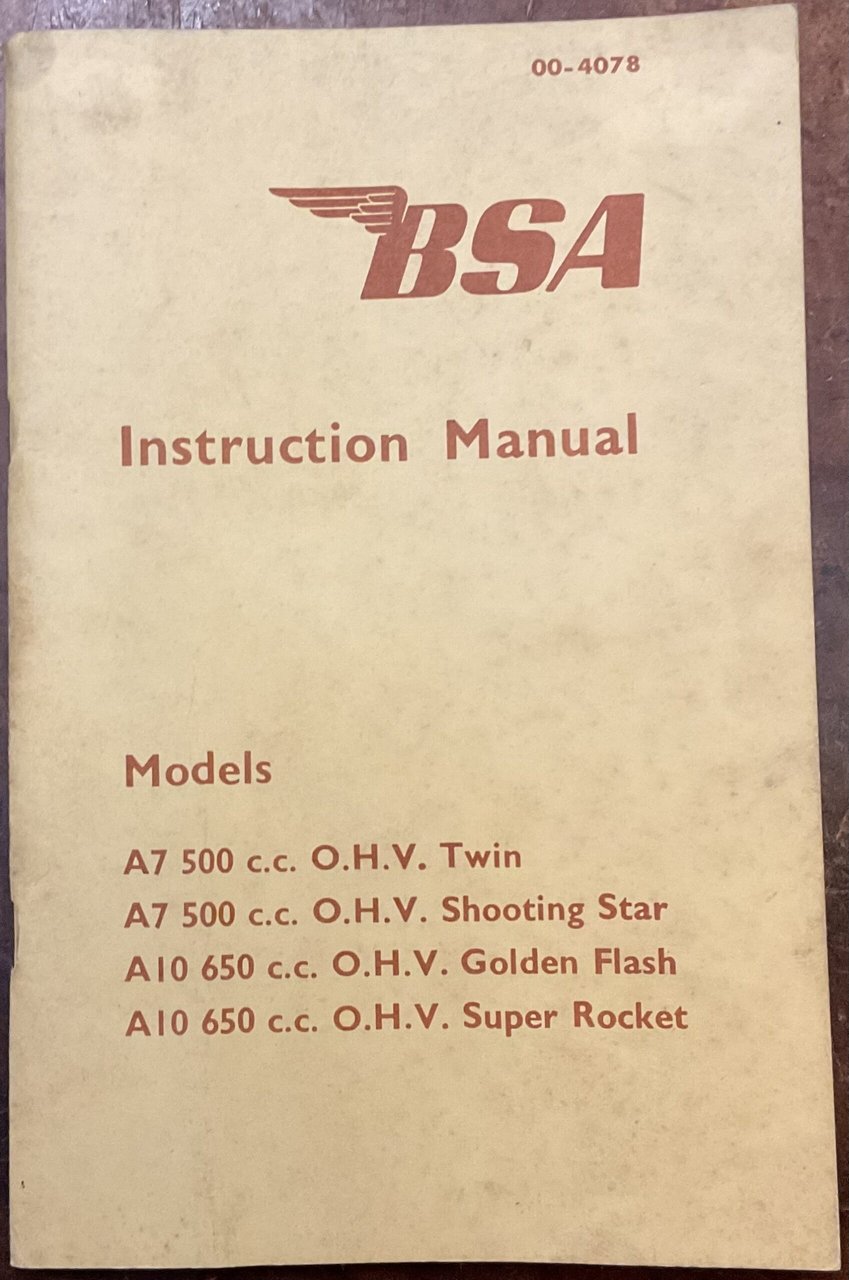 00-4078
BSA
Instruction Manual
Models
A7 500 c.c. O.H.V. Twin
A7 500 c.c. O.H.V. Shooting Star
A10 650 c.c. O.H.V. Golden Flash
A10 650 c.c. O.H.V. Super Rocket